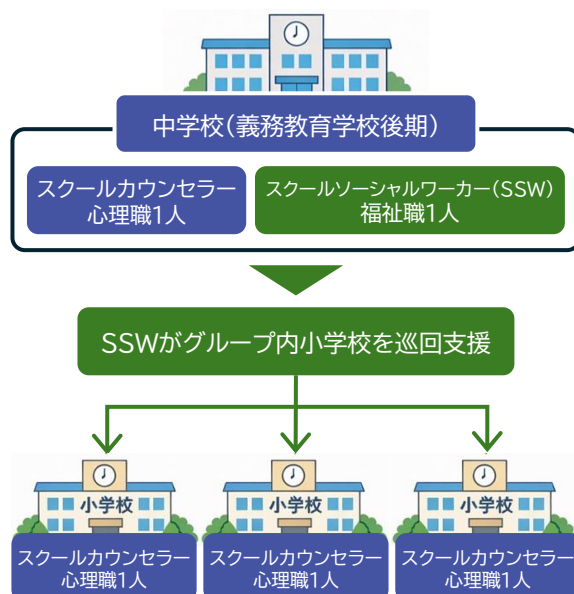 中学校(義務教育学校後期)
スクールカウンセラー
心理職1人
スクールソーシャルワーカー(SSW)
福祉職1人
SSWがグループ内小学校を巡回支援
小学校
小学校
小学校
スクールカウンセラー
心理職1人
スクールカウンセラー
心理職1人
スクールカウンセラー
心理職1人